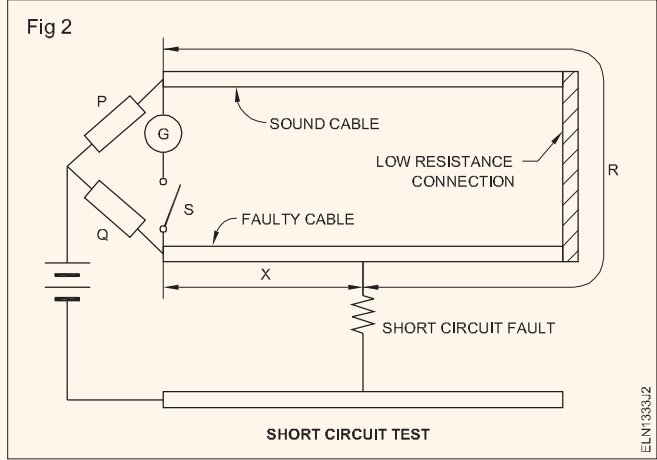 Fig 2
P
G
SOUND CABLE
LOW RESISTANCE
CONNECTION
R
S
Q
FAULTY CABLE
X
SHORT CIRCUIT FAULT
SHORT CIRCUIT TEST
ELN1333J2